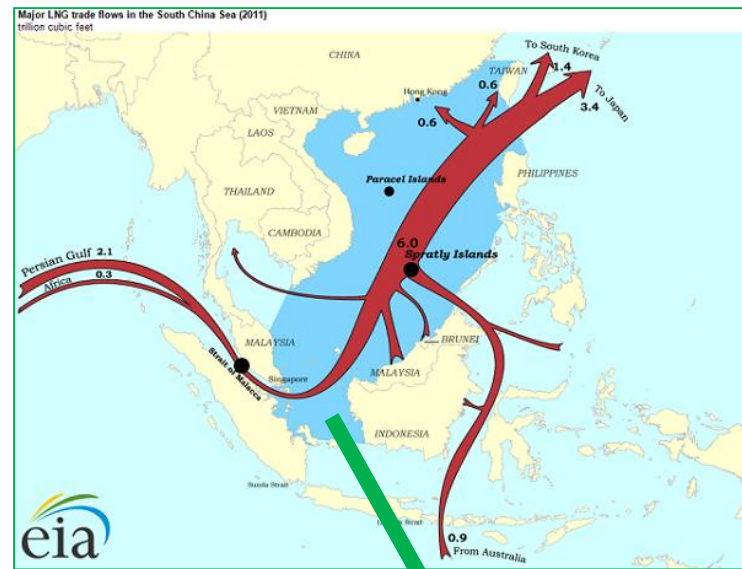 Major LNG trade flows in the South China Sea (2011)
trillion cubic feet
CHINA
To South Korea
1.4
TAIWAN
0.6
To Japan
3.4
Hong Kong
0.6
VIETNAM
LAOS
Paracel Islands
PHILIPPINES
THAILAND
CAMBODIA
6.0
Spratly Islands
Persian Gulf 2.1
Africa
0.3
MALAYSIA
BRUNEI
Strait of Malacca
Singapore
MALAYSIA
INDONESIA
Sunda Strait
Strait
eia
0.9
From Australia